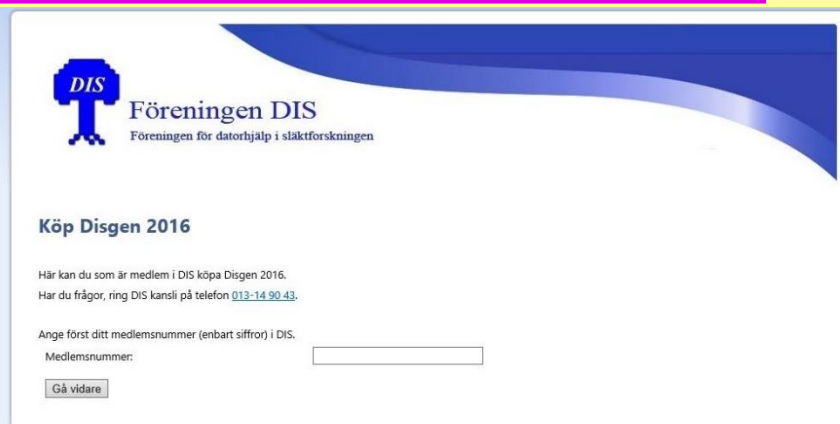 DIS
Föreningen DIS
Föreningen för datorhjälp i släktforskningen
Köp Disgen 2016
Här kan du som är medlem i DIS köpa Disgen 2016.
Har du frågor, ring DIS kansli på telefon 013-14 90 43.
Ange först ditt medlemsnummer (enbart siffror) i DIS.
Medlemsnummer:
Gå vidare